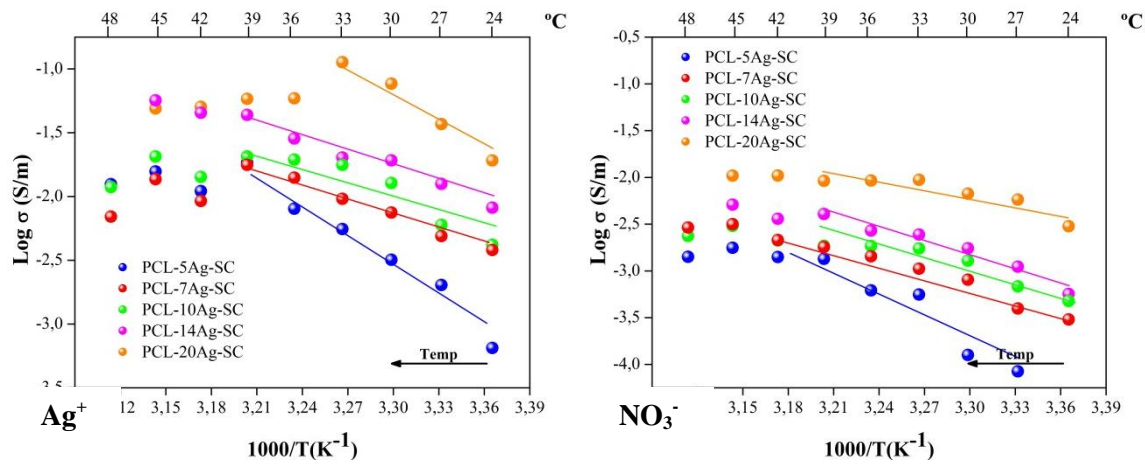 48 45 42 39 36 33 30 27 24 ºC
-1,0
-1,5
-2,0
-2,5
-3,0
3,5
Log σ (S/m)
PCL-5Ag-SC
PCL-7Ag-SC
PCL-10Ag-SC
PCL-14Ag-SC
PCL-20Ag-SC
Temp
12 3,15 3,18 3,21 3,24 3,27 3,30 3,33 3,36 3,39
Ag+
1000/T(K-1)
48 45 42 39 36 33 30 27 24 ºC
-0,5
-1,0
-1,5
-2,0
-2,5
-3,0
-3,5
-4,0
Log σ (S/m)
PCL-5Ag-SC
PCL-7Ag-SC
PCL-10Ag-SC
PCL-14Ag-SC
PCL-20Ag-SC
Temp
3,15 3,18 3,21 3,24 3,27 3,30 3,33 3,36 3,39
NO3-
1000/T(K-1)